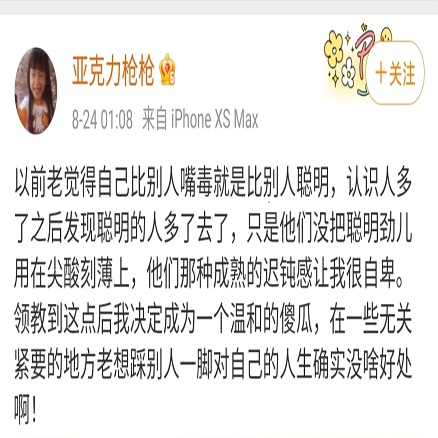 亚克力枪枪
+关注
8-24 01:08 来自 iPhone XS Max
以前老觉得自己比别人嘴毒就是比别人聪明，认识人多
了之后发现聪明的人多了去了，只是他们没把聪明劲儿
用在尖酸刻薄上，他们那种成熟的迟钝感让我很自卑。
领教到这点后我决定成为一个温和的傻瓜，在一些无关
紧要的地方老想踩别人一脚对自己的人生确实没啥好处
啊！